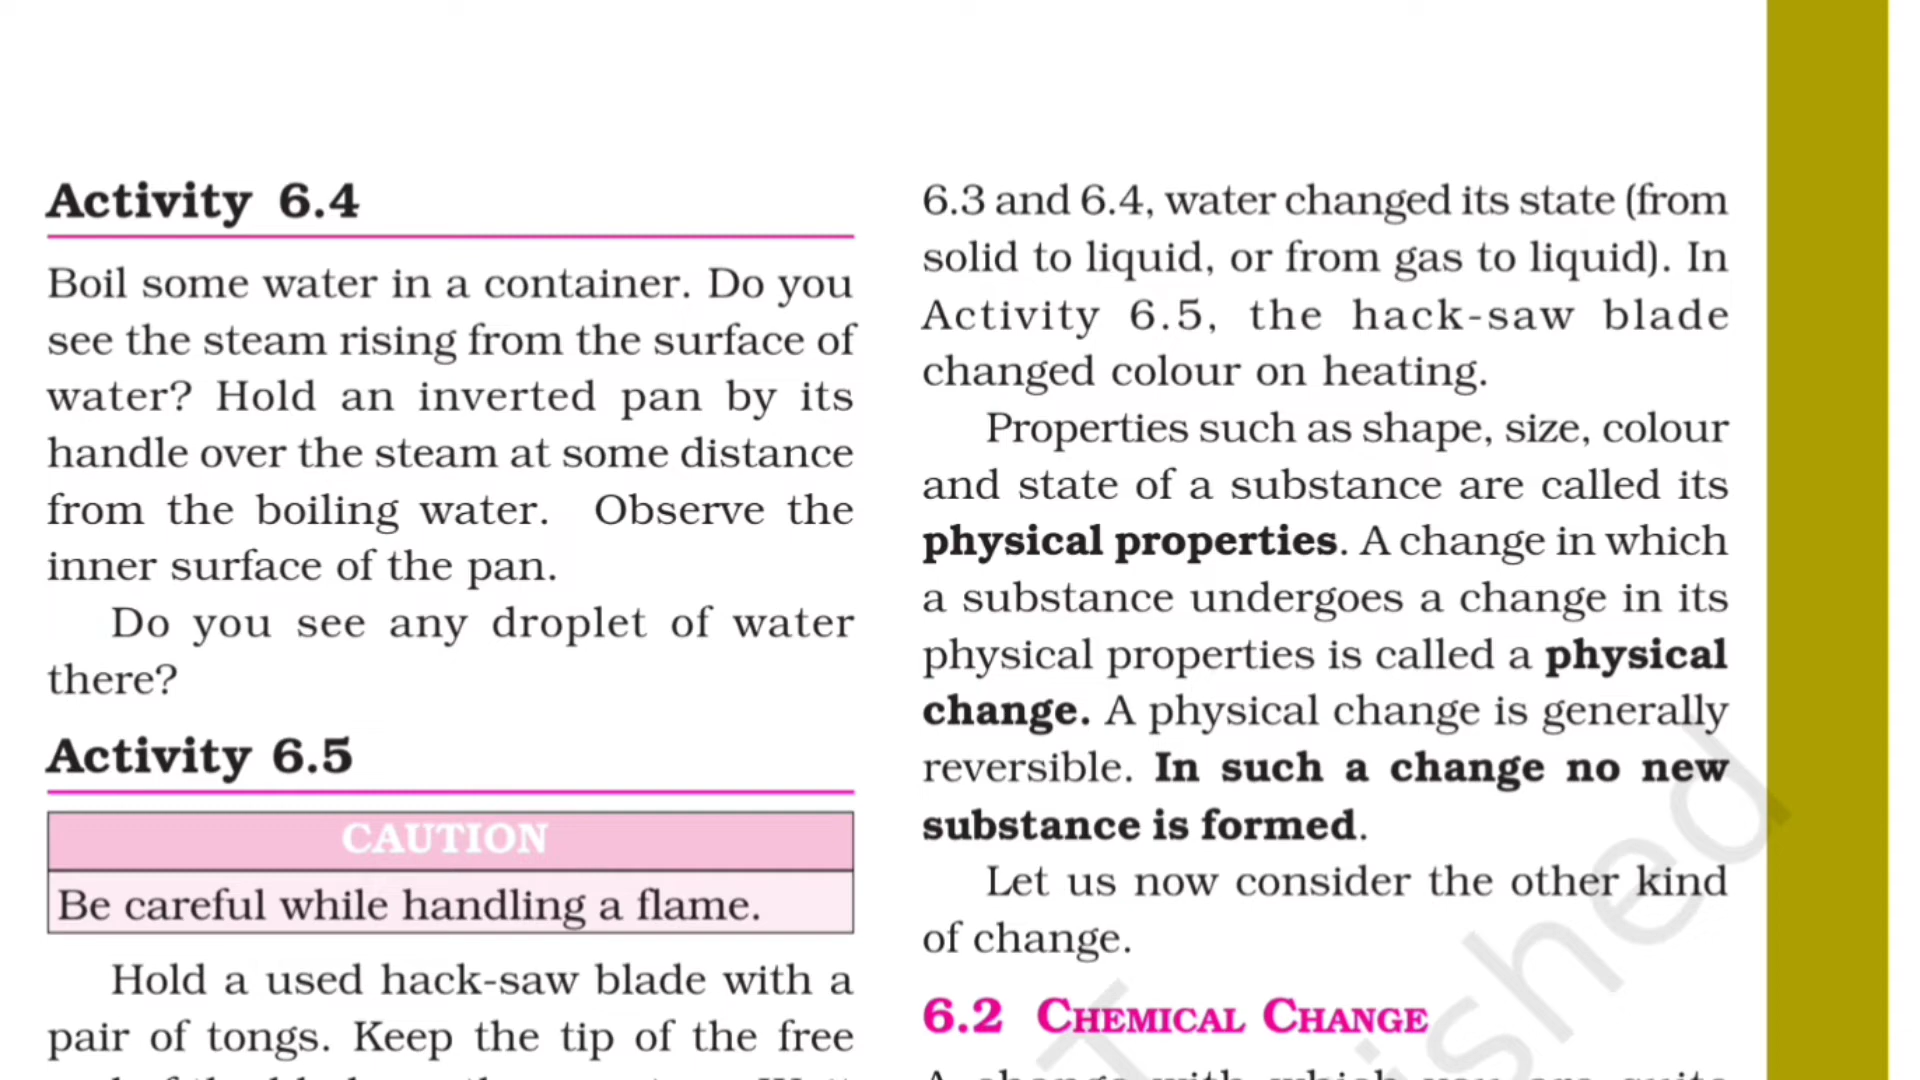 Activity 6.4
Boil some water in a container. Do you
see the steam rising from the surface of
water? Hold an inverted pan by its
handle over the steam at some distance
from the boiling water. Observe the
inner surface of the pan.
Do you see any droplet of water
there?
Activity 6.5
CAUTION
Be careful while handling a flame.
Hold a used hack-saw blade with a
pair of tongs. Keep the tip of the free
6.3 and 6.4, water changed its state (from
solid to liquid, or from gas to liquid). In
Activity 6.5, the hack-saw blade
changed colour on heating.
Properties such as shape, size, colour
and state of a substance are called its
physical properties. A change in which
a substance undergoes a change in its
physical properties is called a physical
change. A physical change is generally
reversible. In such a change no new
substance is formed.
Let us now consider the other kind
of change.
6.2 CHEMICAL CHANGE
A change with which you are quite